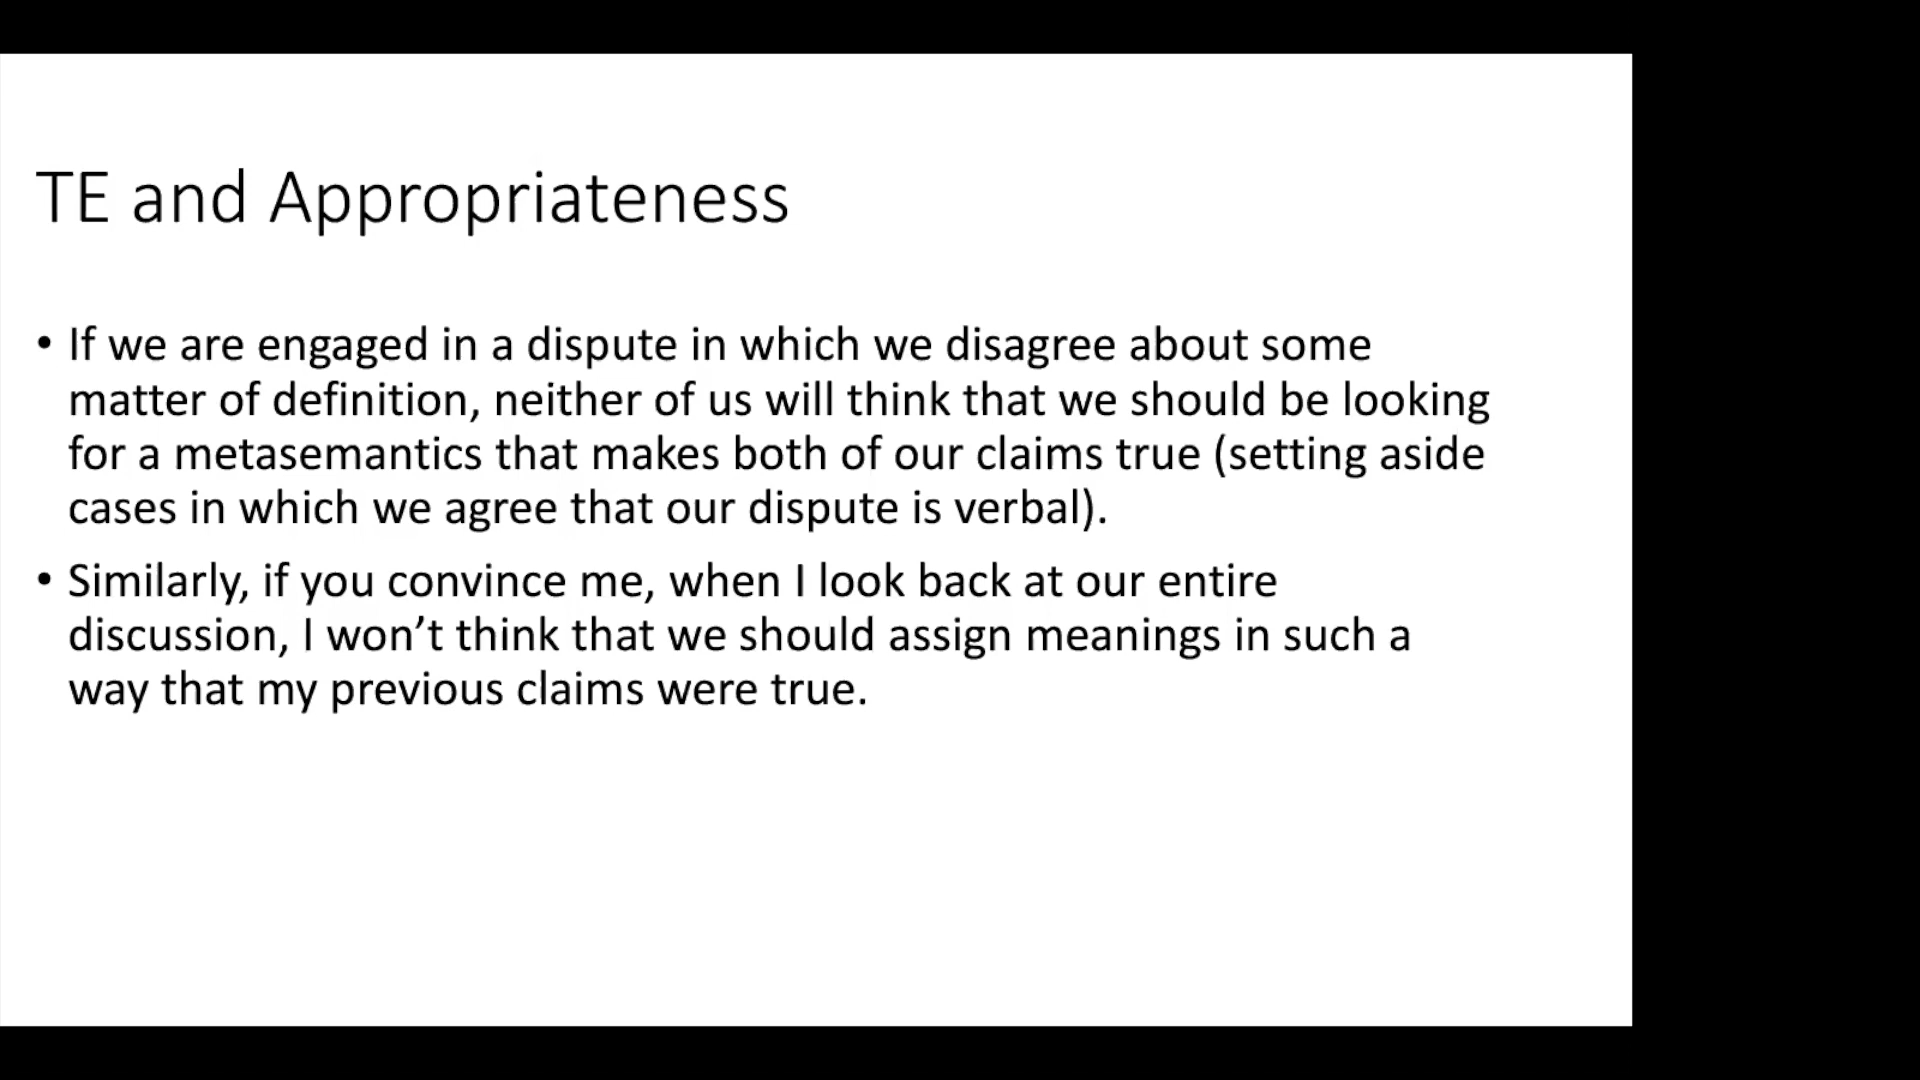 TE and Appropriateness
• If we are engaged in a dispute in which we disagree about some
matter of definition, neither of us will think that we should be looking
for a metasemantics that makes both of our claims true (setting aside
cases in which we agree that our dispute is verbal).
• Similarly, if you convince me, when I look back at our entire
discussion, I won’t think that we should assign meanings in such a
way that my previous claims were true.